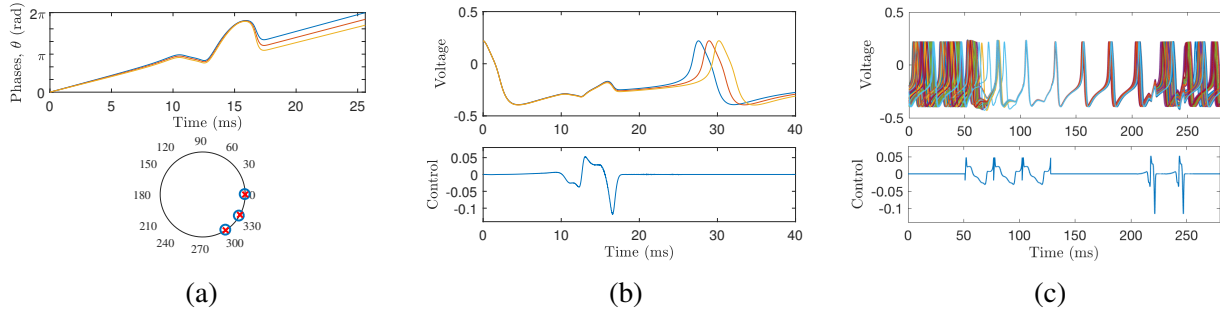 2π
π
0
Phases, θ (rad)
0 5 10 15 20 25
Time (ms)
90
120 60
150 30
180 0
210 330
240 300
270
(a)
0.5
0
-0.5
Voltage
0 10 20 30 40
0.05
0
-0.05
-0.1
Control
0 10 20 30 40
Time (ms)
(b)
0.5
0
-0.5
Voltage
0 50 100 150 200 250
0.05
0
-0.05
-0.1
Control
0 50 100 150 200 250
Time (ms)
(c)